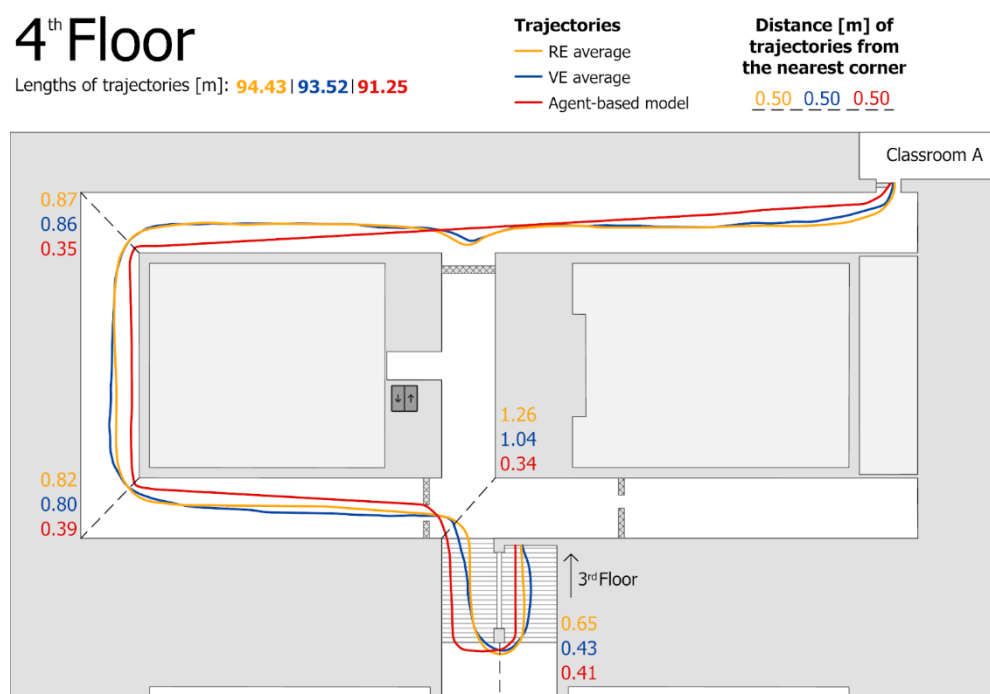 4th Floor
Lengths of trajectories [m]: 94.43|93.52|91.25
Trajectories
RE average
VE average
Agent-based model
Distance [m] of
trajectories from
the nearest corner
0.50 0.50 0.50
Classroom A
0.87
0.86
0.35
1.26
1.04
0.34
0.82
0.80
0.39
3rd Floor
0.65
0.43
0.41